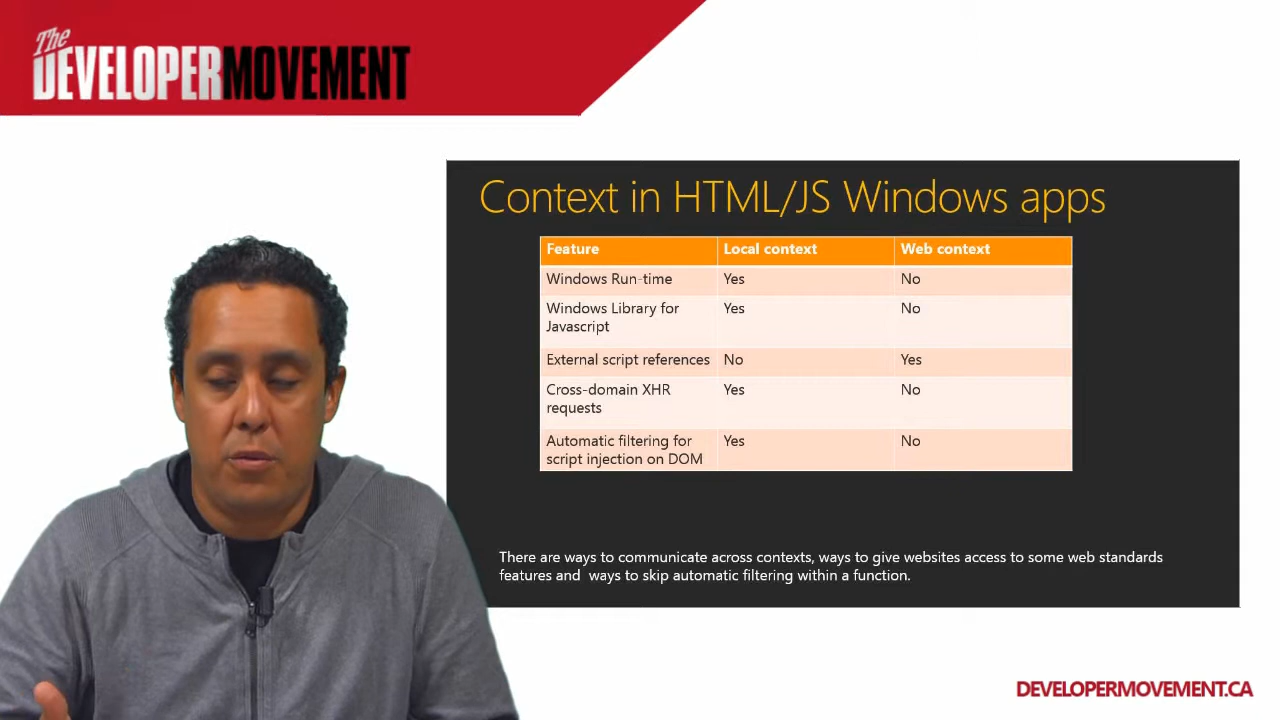 The
DEVELOPERMOVEMENT
Context in HTML/JS Windows apps
Feature Local context Web context
Windows Run-time Yes No
Windows Library for Yes No
Javascript
External script references No Yes
Cross-domain XHR Yes No
requests
Automatic filtering for Yes No
script injection on DOM
There are ways to communicate across contexts, ways to give websites access to some web standards
features and ways to skip automatic filtering within a function.
DEVELOPERMOVEMENT.CA